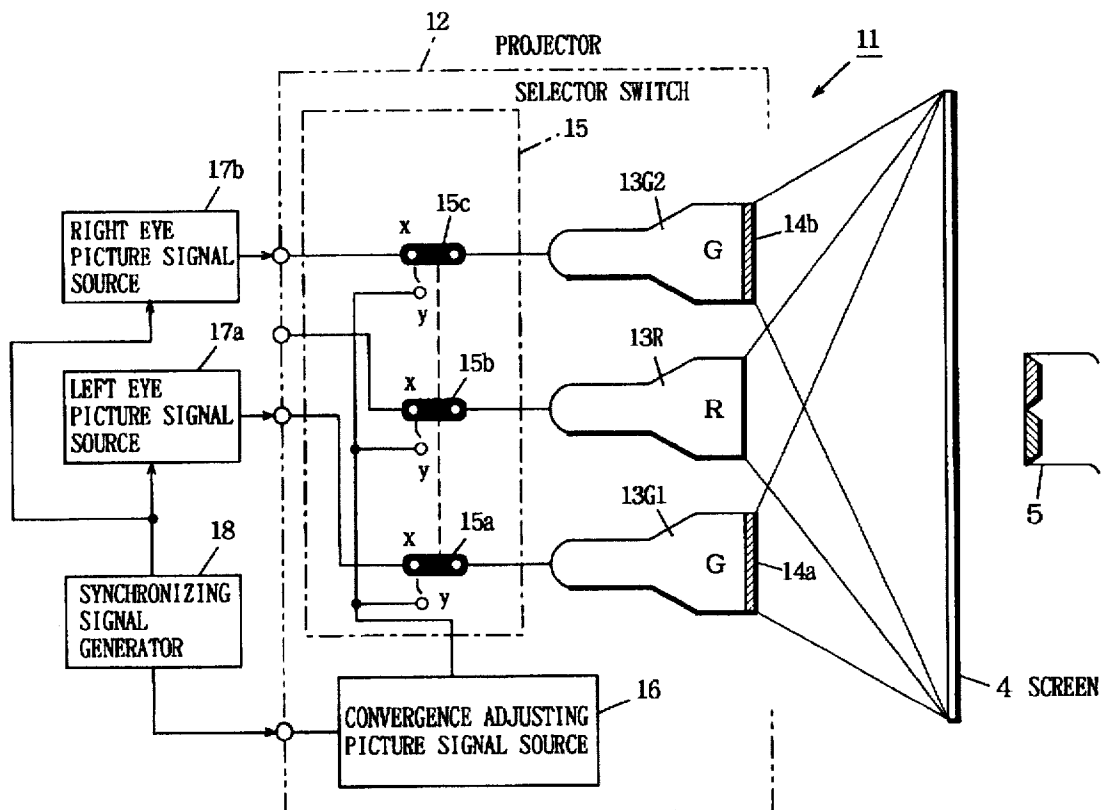 12
PROJECTOR
11
SELECTOR SWITCH
15
17b
RIGHT EYE
PICTURE SIGNAL
SOURCE
x
15c
y
13G2
G
14b
17a
LEFT EYE
PICTURE SIGNAL
SOURCE
x
15b
y
13R
R
5
18
SYNCHRONIZING
SIGNAL
GENERATOR
x
15a
y
13G1
G
14a
16
CONVERGENCE ADJUSTING
PICTURE SIGNAL SOURCE
4 SCREEN